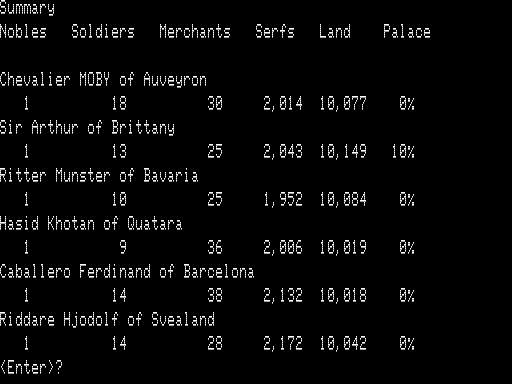 Summary
Nobles Soldiers Merchants Serfs Land Palace
Chevalier MOBY of Auveyron
1 18 30 2,014 10,077 0%
Sir Arthur of Brittany
1 13 25 2,043 10,149 10%
Ritter Munster of Bavaria
1 10 25 1,952 10,084 0%
Hasid Khotan of Quatara
1 9 36 2,006 10,019 0%
Caballero Ferdinand of Barcelona
1 14 38 2,132 10,018 0%
Riddare Hjodolf of Svealand
1 14 28 2,172 10,042 0%
<Enter>?